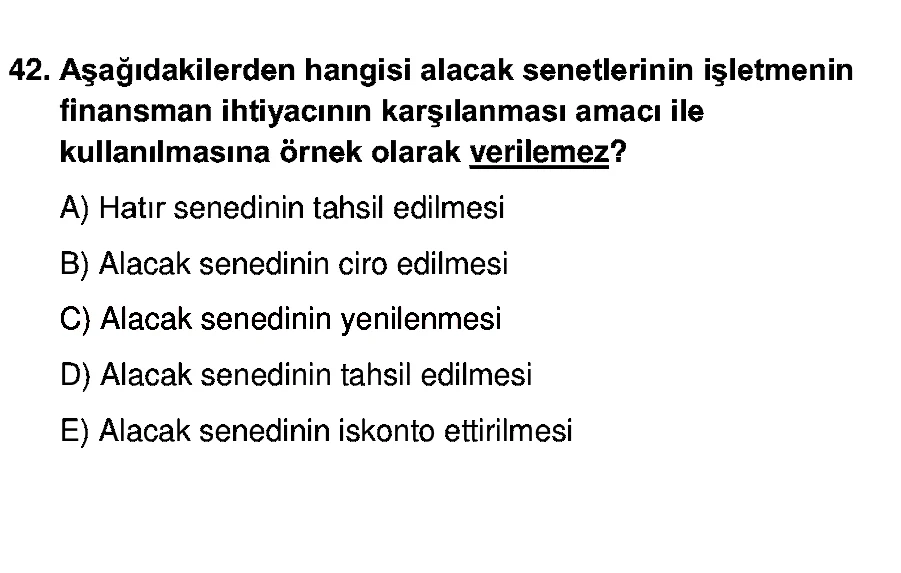 42. Aşağıdakilerden hangisi alacak senetlerinin işletmenin
finansman ihtiyacının karşılanması amacı ile
kullanılmasına örnek olarak verilemez?
A) Hatır senedinin tahsil edilmesi
B) Alacak senedinin ciro edilmesi
C) Alacak senedinin yenilenmesi
D) Alacak senedinin tahsil edilmesi
E) Alacak senedinin iskonto ettirilmesi